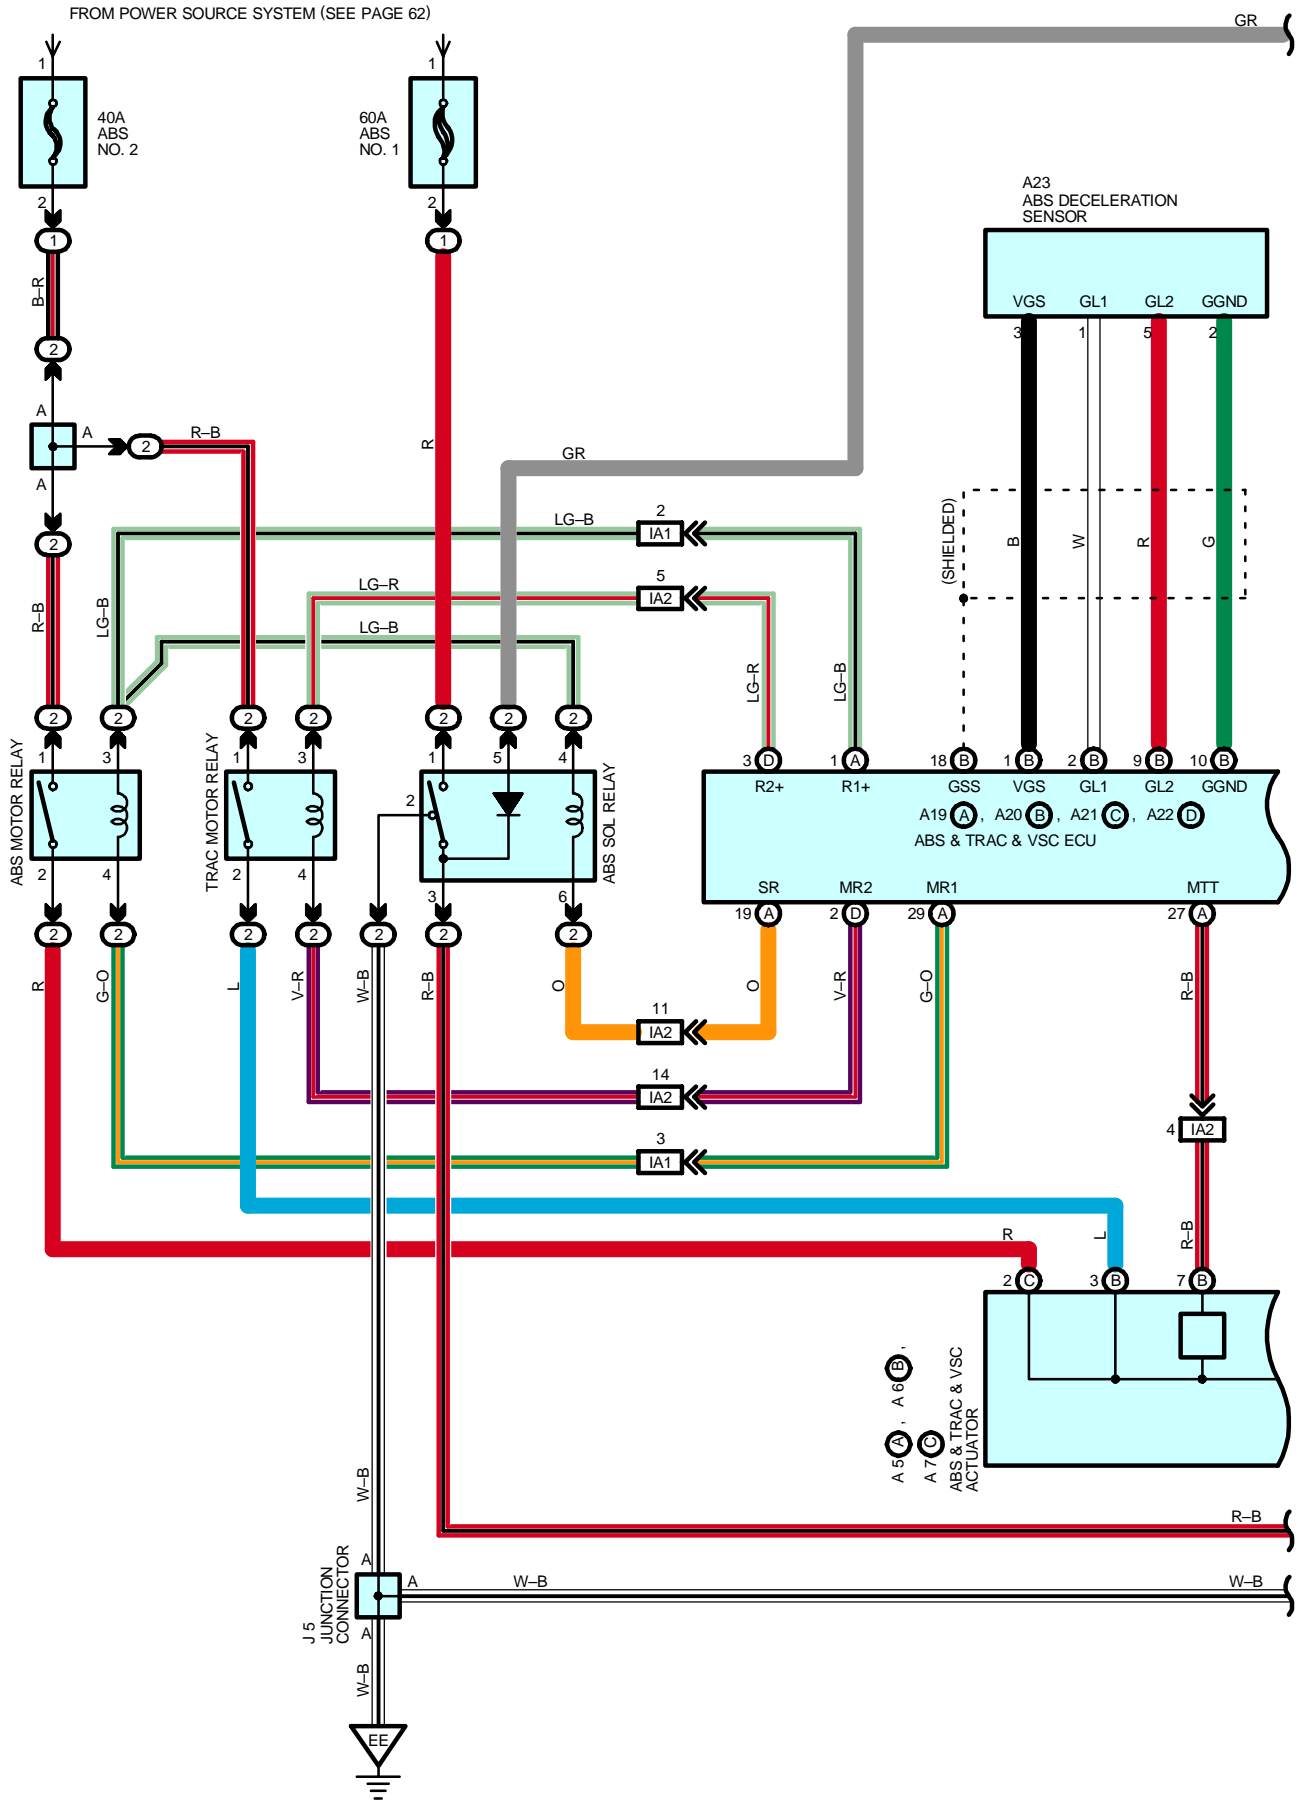 FROM POWER SOURCE SYSTEM (SEE PAGE 62)
GR
1
1
40A
ABS
NO. 2
60A
ABS
NO. 1
2
2
1
1
B–R
2
A
A
2
R–B
A
2
R
GR
A23
ABS DECELERATION
SENSOR
VGS
GL1
GL2
GGND
3
1
5
2
(SHIELDED)
B
W
R
G
LG–B
2
IA1
LG–R
5
IA2
LG–B
R–B
LG–B
LG–R
LG–B
2
2
2
2
2
2
2
ABS MOTOR RELAY
1
3
2
4
TRAC MOTOR RELAY
1
3
2
4
ABS SOL RELAY
1
5
4
2
3
6
3
D
1
A
18
B
1
B
2
B
9
B
10
B
R2+
R1+
GSS
VGS
GL1
GL2
GGND
A19 A , A20 B , A21 C , A22 D
ABS & TRAC & VSC ECU
SR
MR2
MR1
MTT
19
A
2
D
29
A
27
A
2
2
2
2
2
2
2
R
G–O
L
V–R
W–B
R–B
O
O
V–R
G–O
R–B
11
IA2
14
IA2
3
IA1
4
IA2
R
L
R–B
2
C
3
B
7
B
A 5 A , A 6 B ,
A 7 C
ABS & TRAC & VSC
ACTUATOR
W–B
R–B
A
A
W–B
W–B
J 5
JUNCTION
CONNECTOR
A
W–B
EE